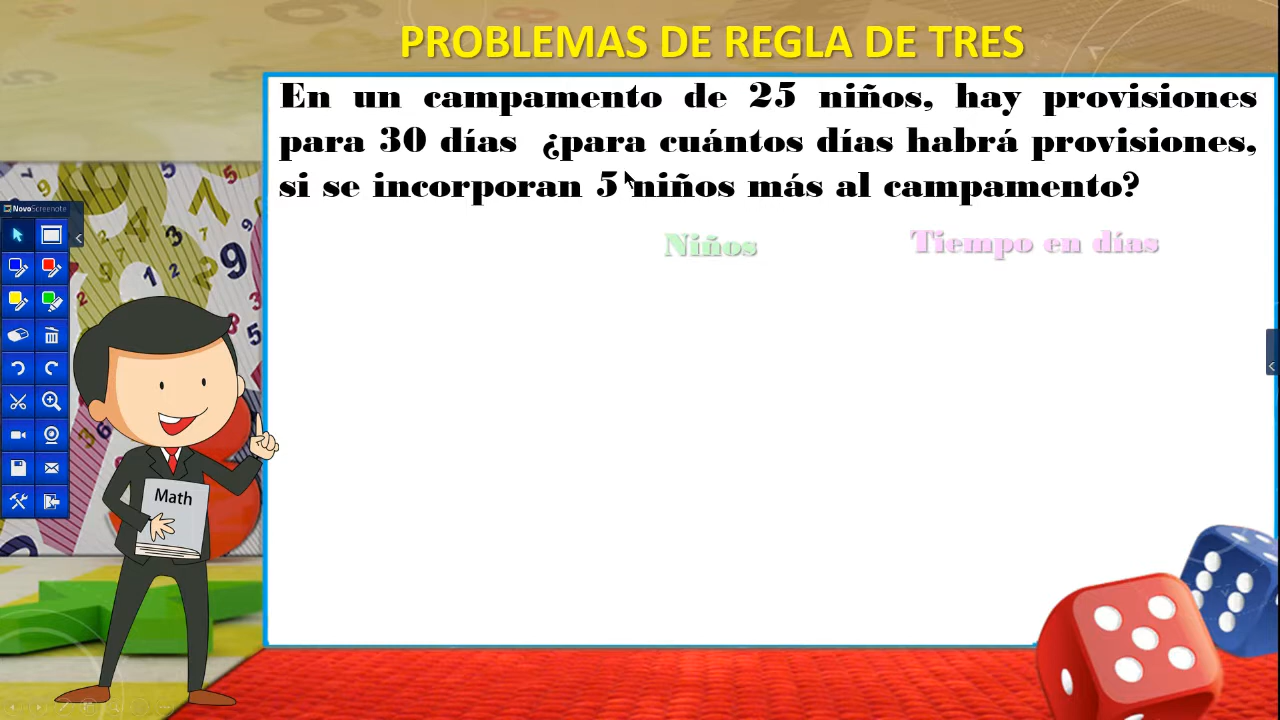 PROBLEMAS DE REGLA DE TRES
En un campamento de 25 niños, hay provisiones
para 30 días ¿para cuántos días habrá provisiones,
si se incorporan 5 niños más al campamento?
NovoScreenote
Niños
Tiempo en días
Math